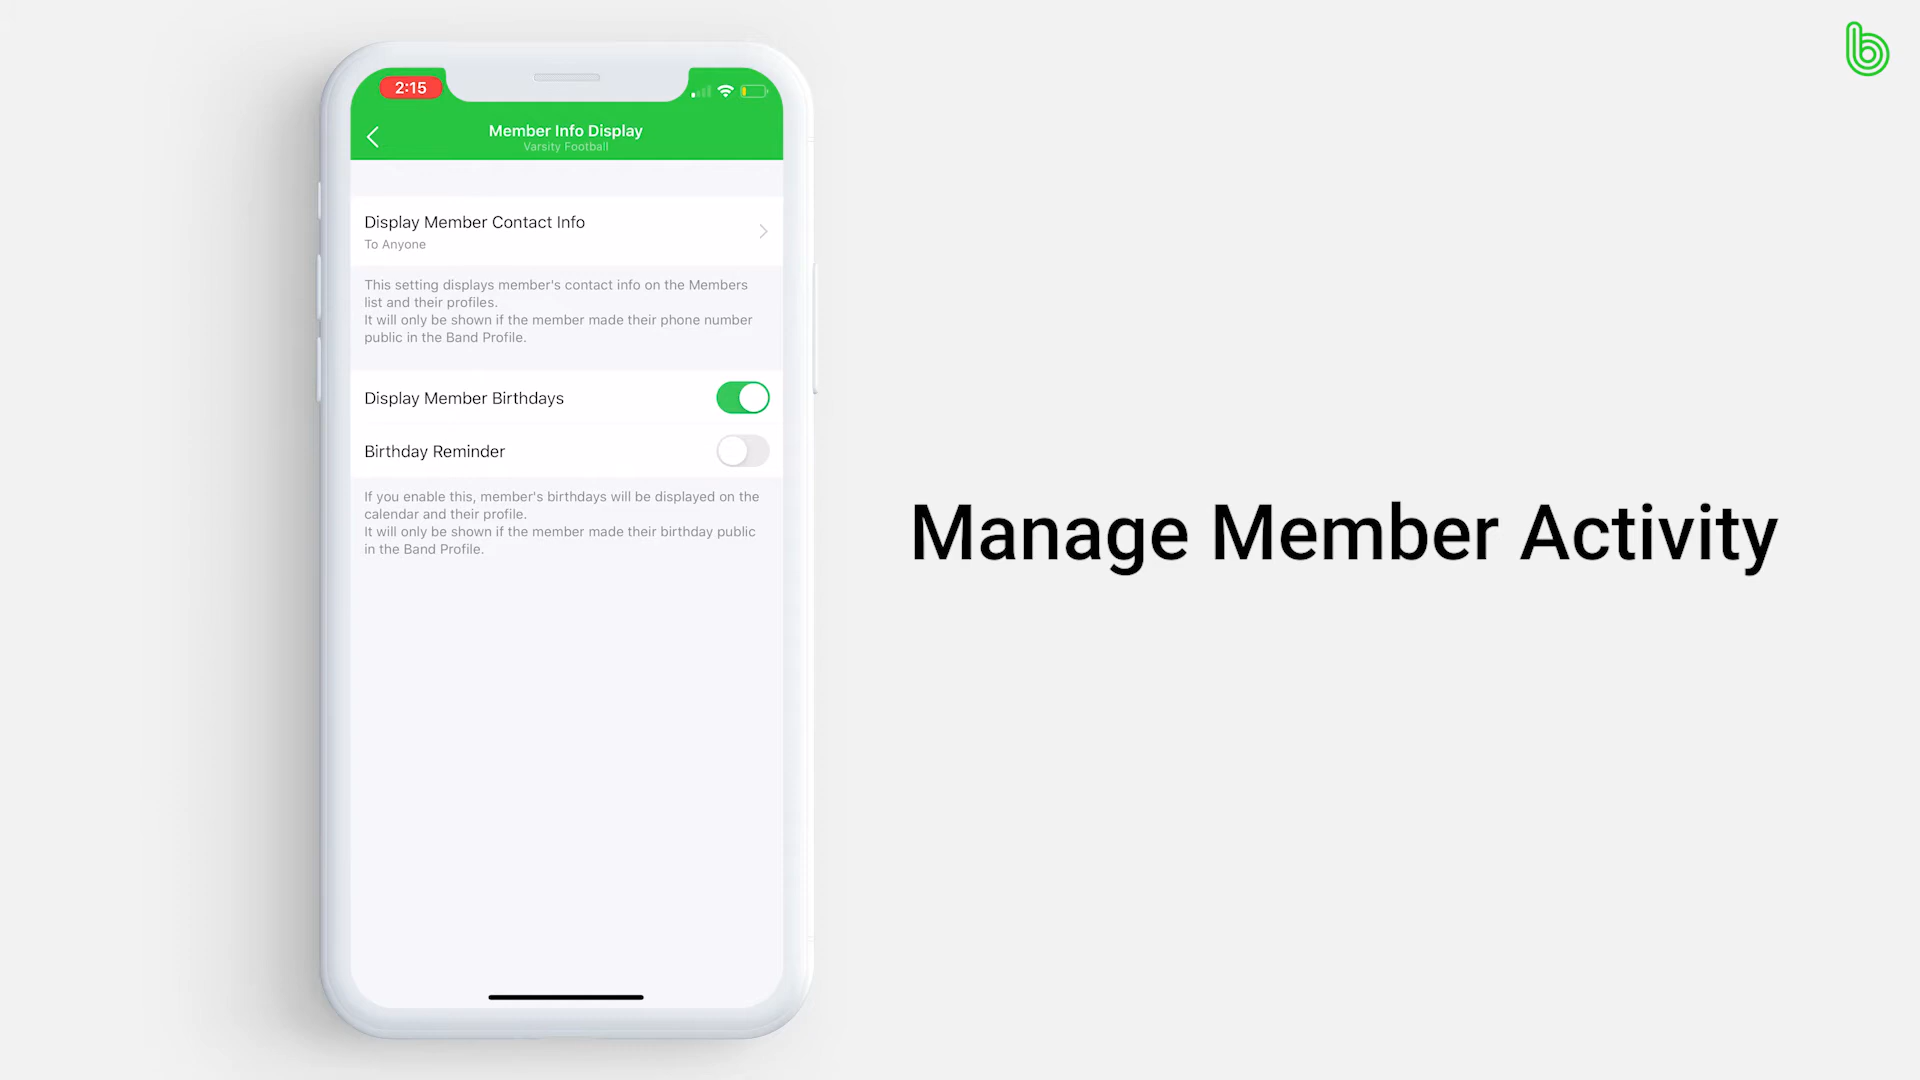 2:15
Member Info Display
Varsity Football
Display Member Contact Info
To Anyone
This setting displays member's contact info on the Members
list and their profiles.
It will only be shown if the member made their phone number
public in the Band Profile.
Display Member Birthdays
Birthday Reminder
If you enable this, member's birthdays will be displayed on the
calendar and their profile.
It will only be shown if the member made their birthday public
in the Band Profile.
Manage Member Activity